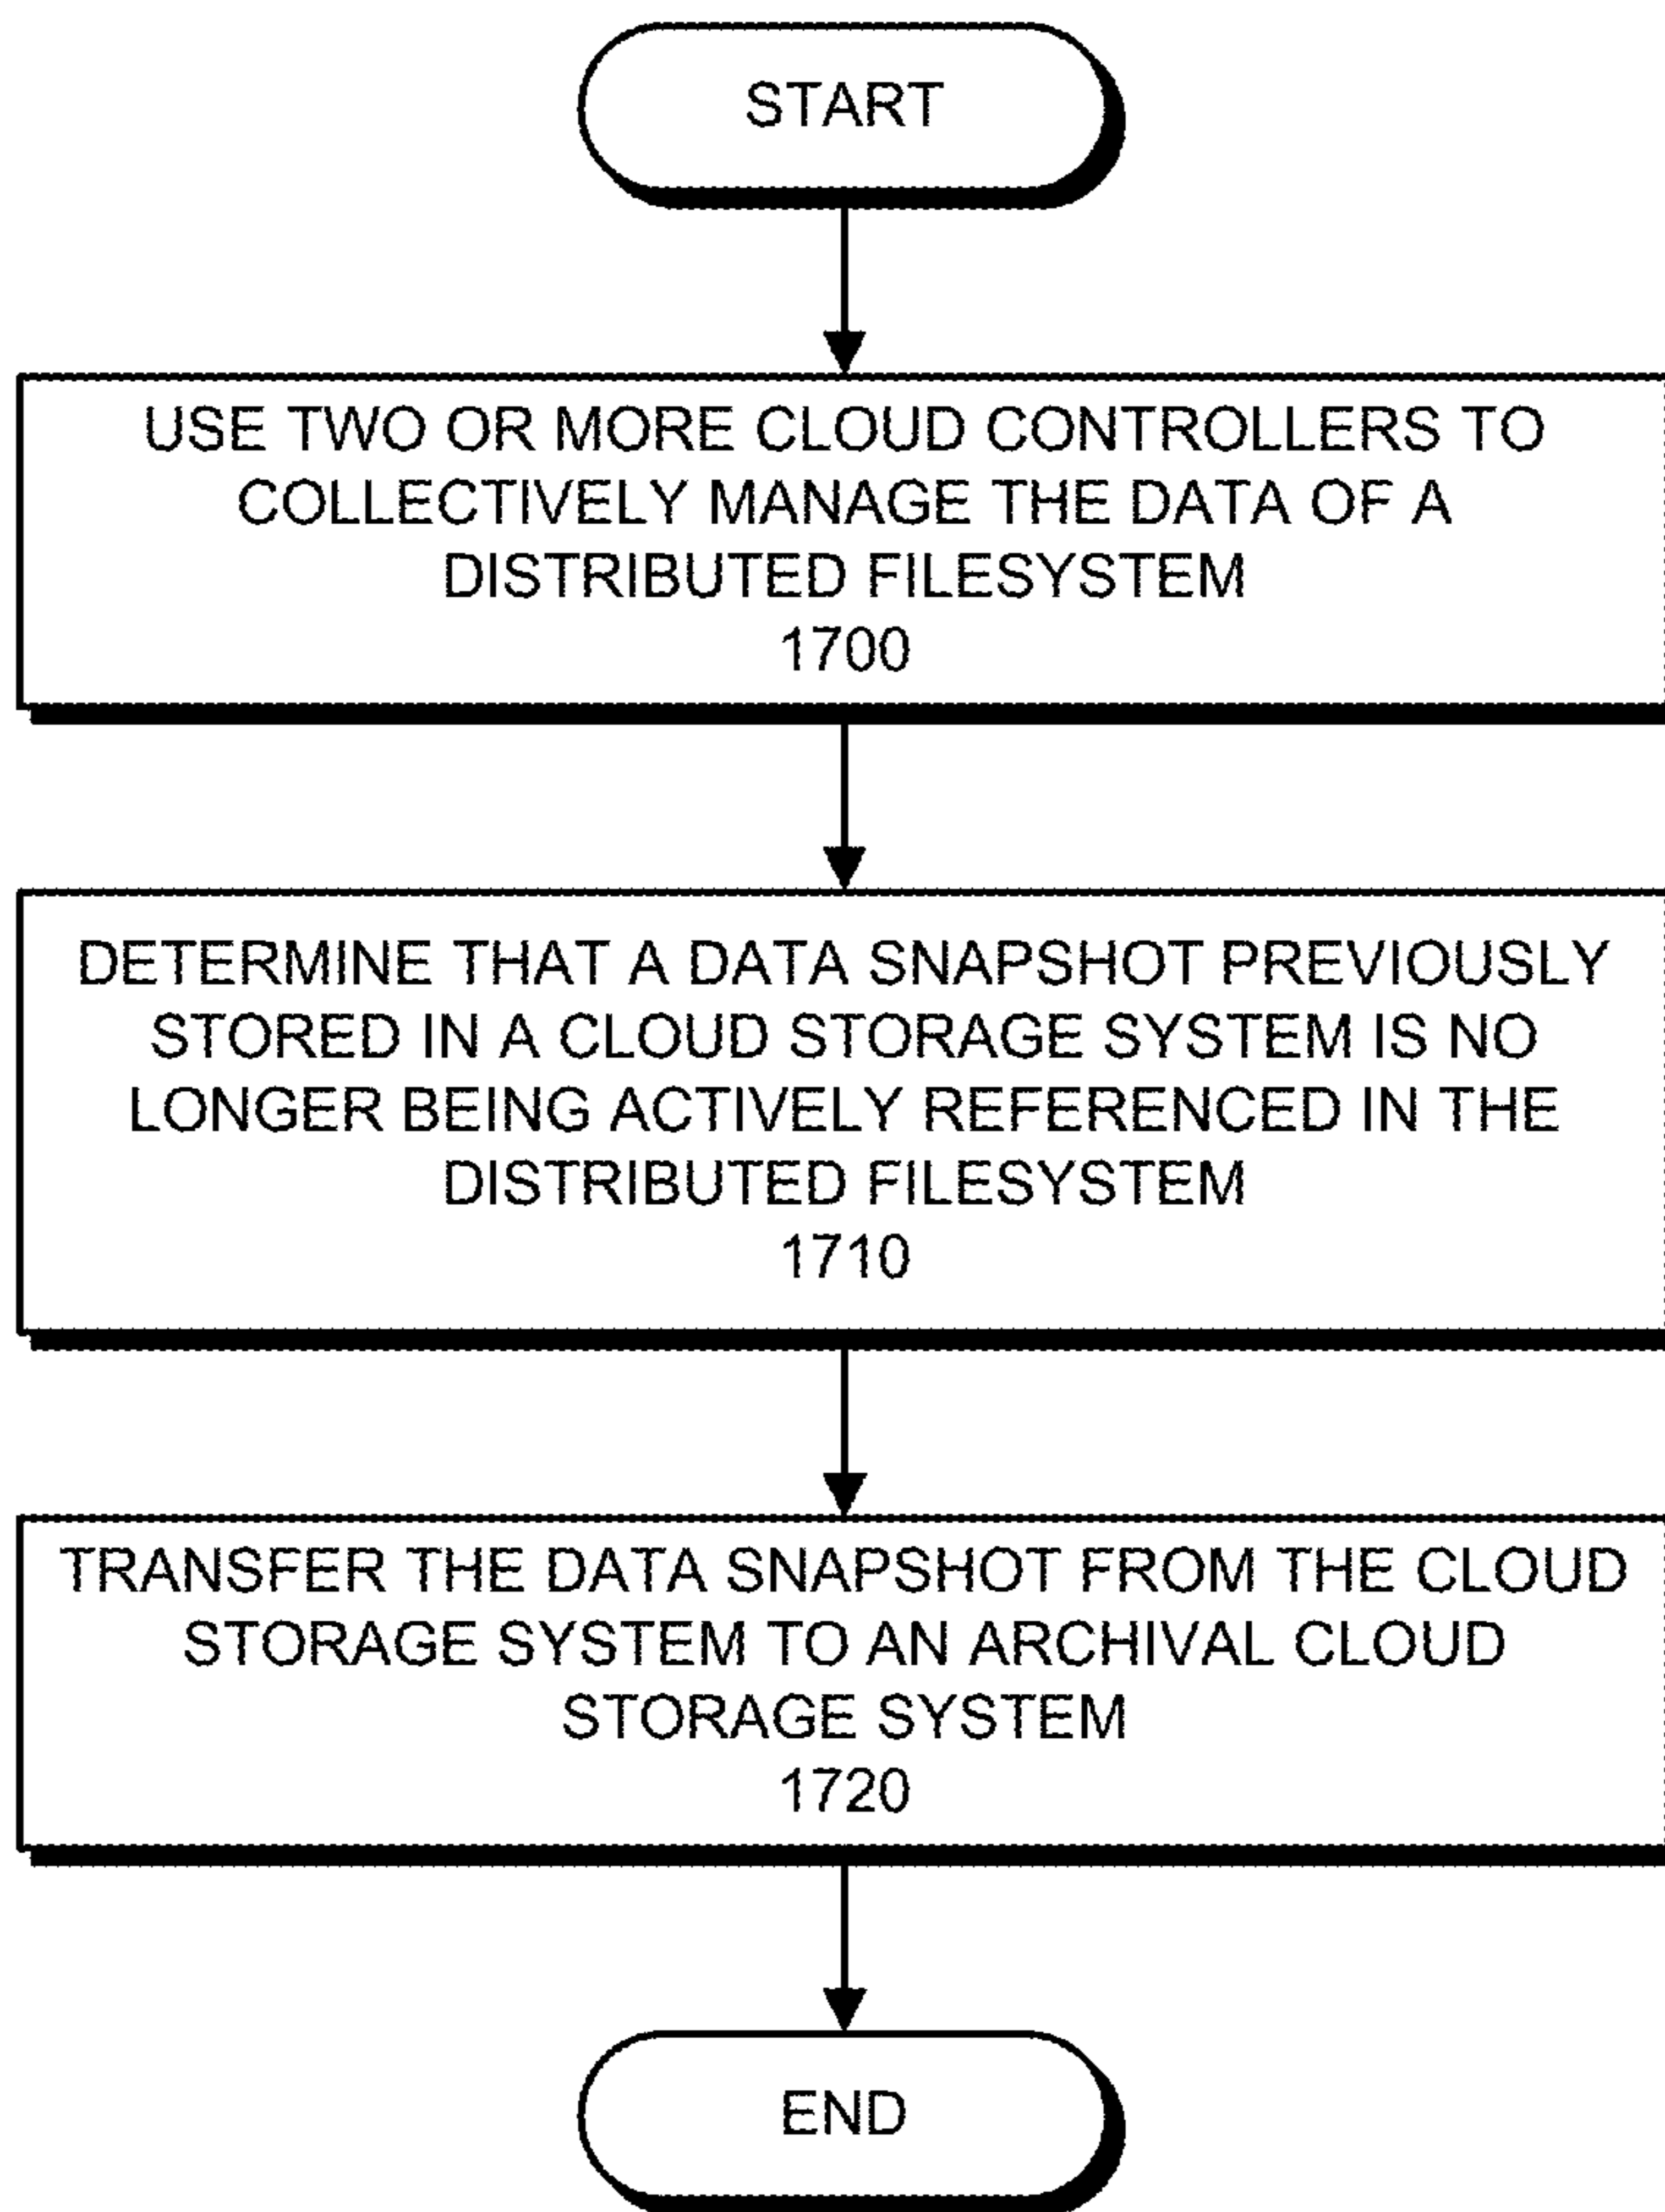 START
USE TWO OR MORE CLOUD CONTROLLERS TO
COLLECTIVELY MANAGE THE DATA OF A
DISTRIBUTED FILESYSTEM
1700
DETERMINE THAT A DATA SNAPSHOT PREVIOUSLY
STORED IN A CLOUD STORAGE SYSTEM IS NO
LONGER BEING ACTIVELY REFERENCED IN THE
DISTRIBUTED FILESYSTEM
1710
TRANSFER THE DATA SNAPSHOT FROM THE CLOUD
STORAGE SYSTEM TO AN ARCHIVAL CLOUD
STORAGE SYSTEM
1720
END